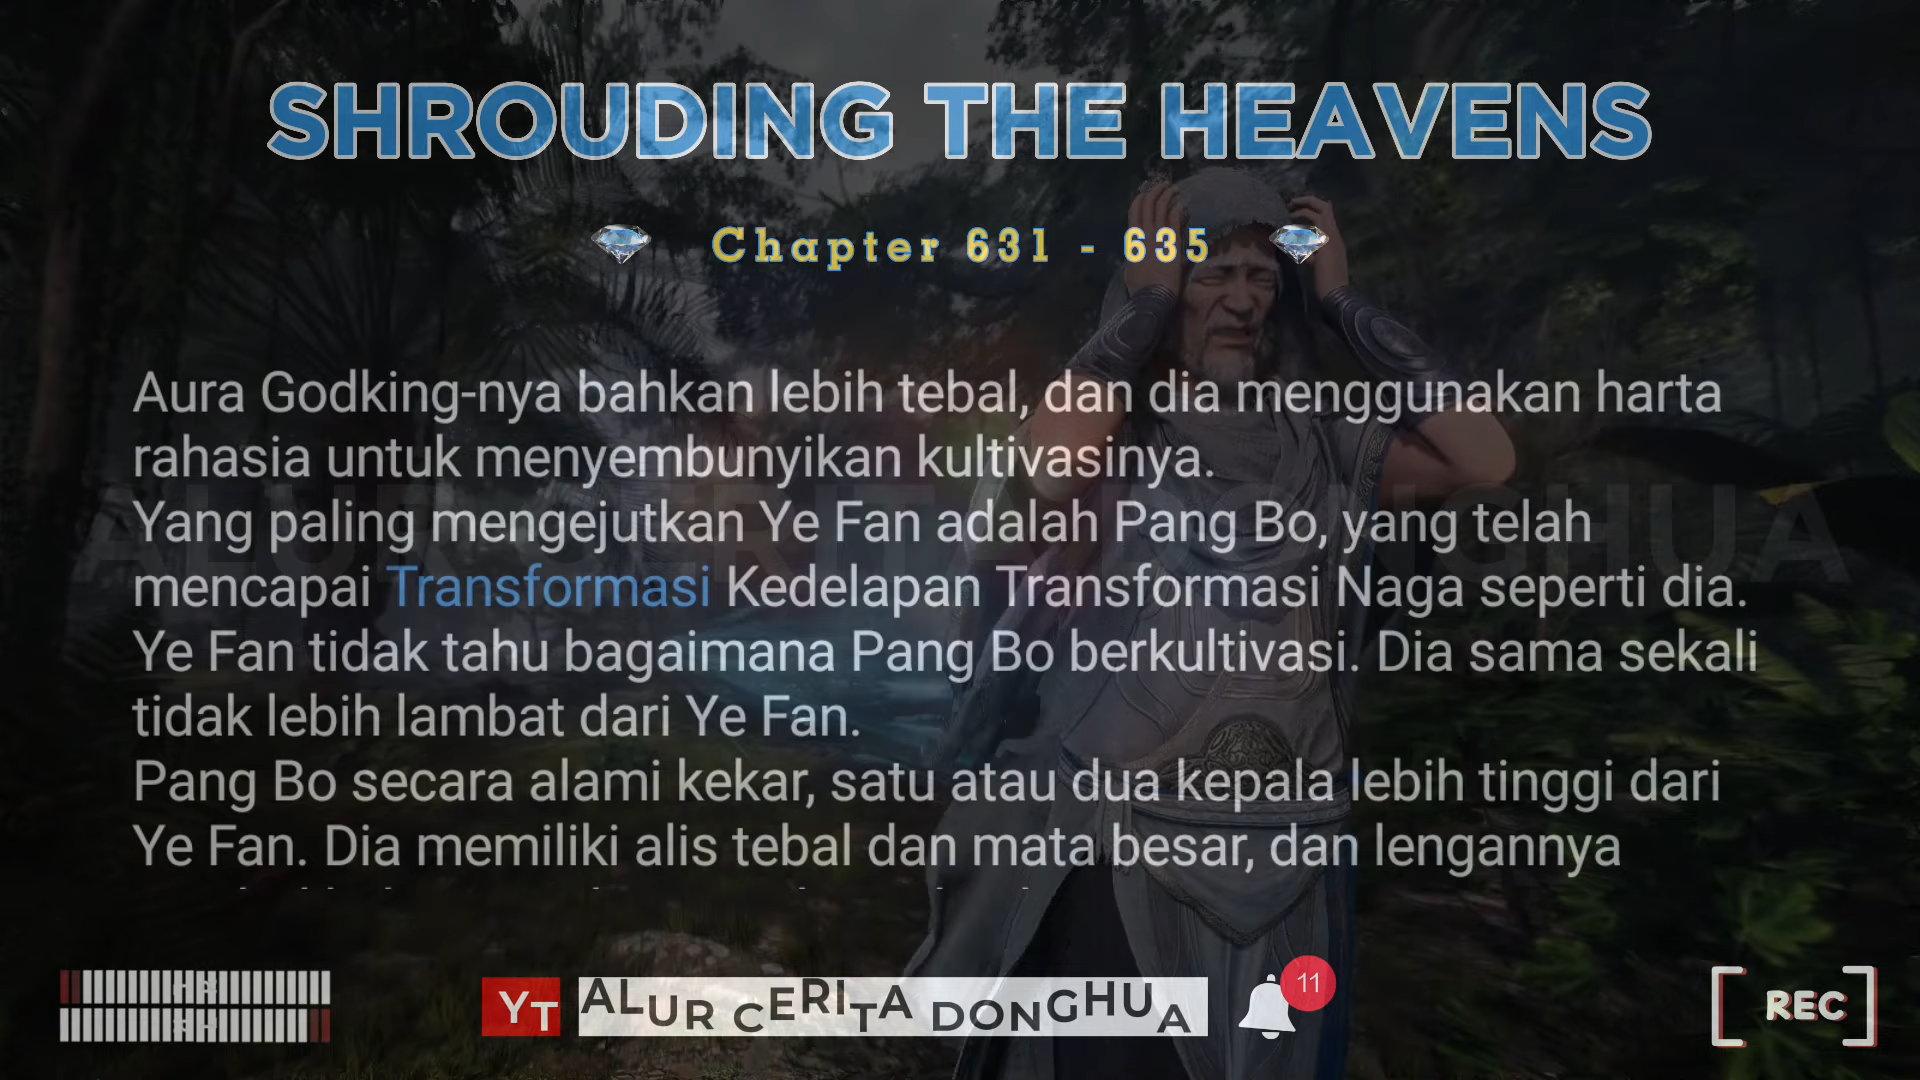 SHROUDING THE HEAVENS
Chapter 631 - 635
Aura Godking-nya bahkan lebih tebal, dan dia menggunakan harta
rahasia untuk menyembunyikan kultivasinya.
Yang paling mengejutkan Ye Fan adalah Pang Bo, yang telah
mencapai Transformasi Kedelapan Transformasi Naga seperti dia.
Ye Fan tidak tahu bagaimana Pang Bo berkultivasi. Dia sama sekali
tidak lebih lambat dari Ye Fan.
Pang Bo secara alami kekar, satu atau dua kepala lebih tinggi dari
Ye Fan. Dia memiliki alis tebal dan mata besar, dan lengannya
ALUR CERITA DONGHUA
YT ALUR CERITA DONGHUA
11
REC